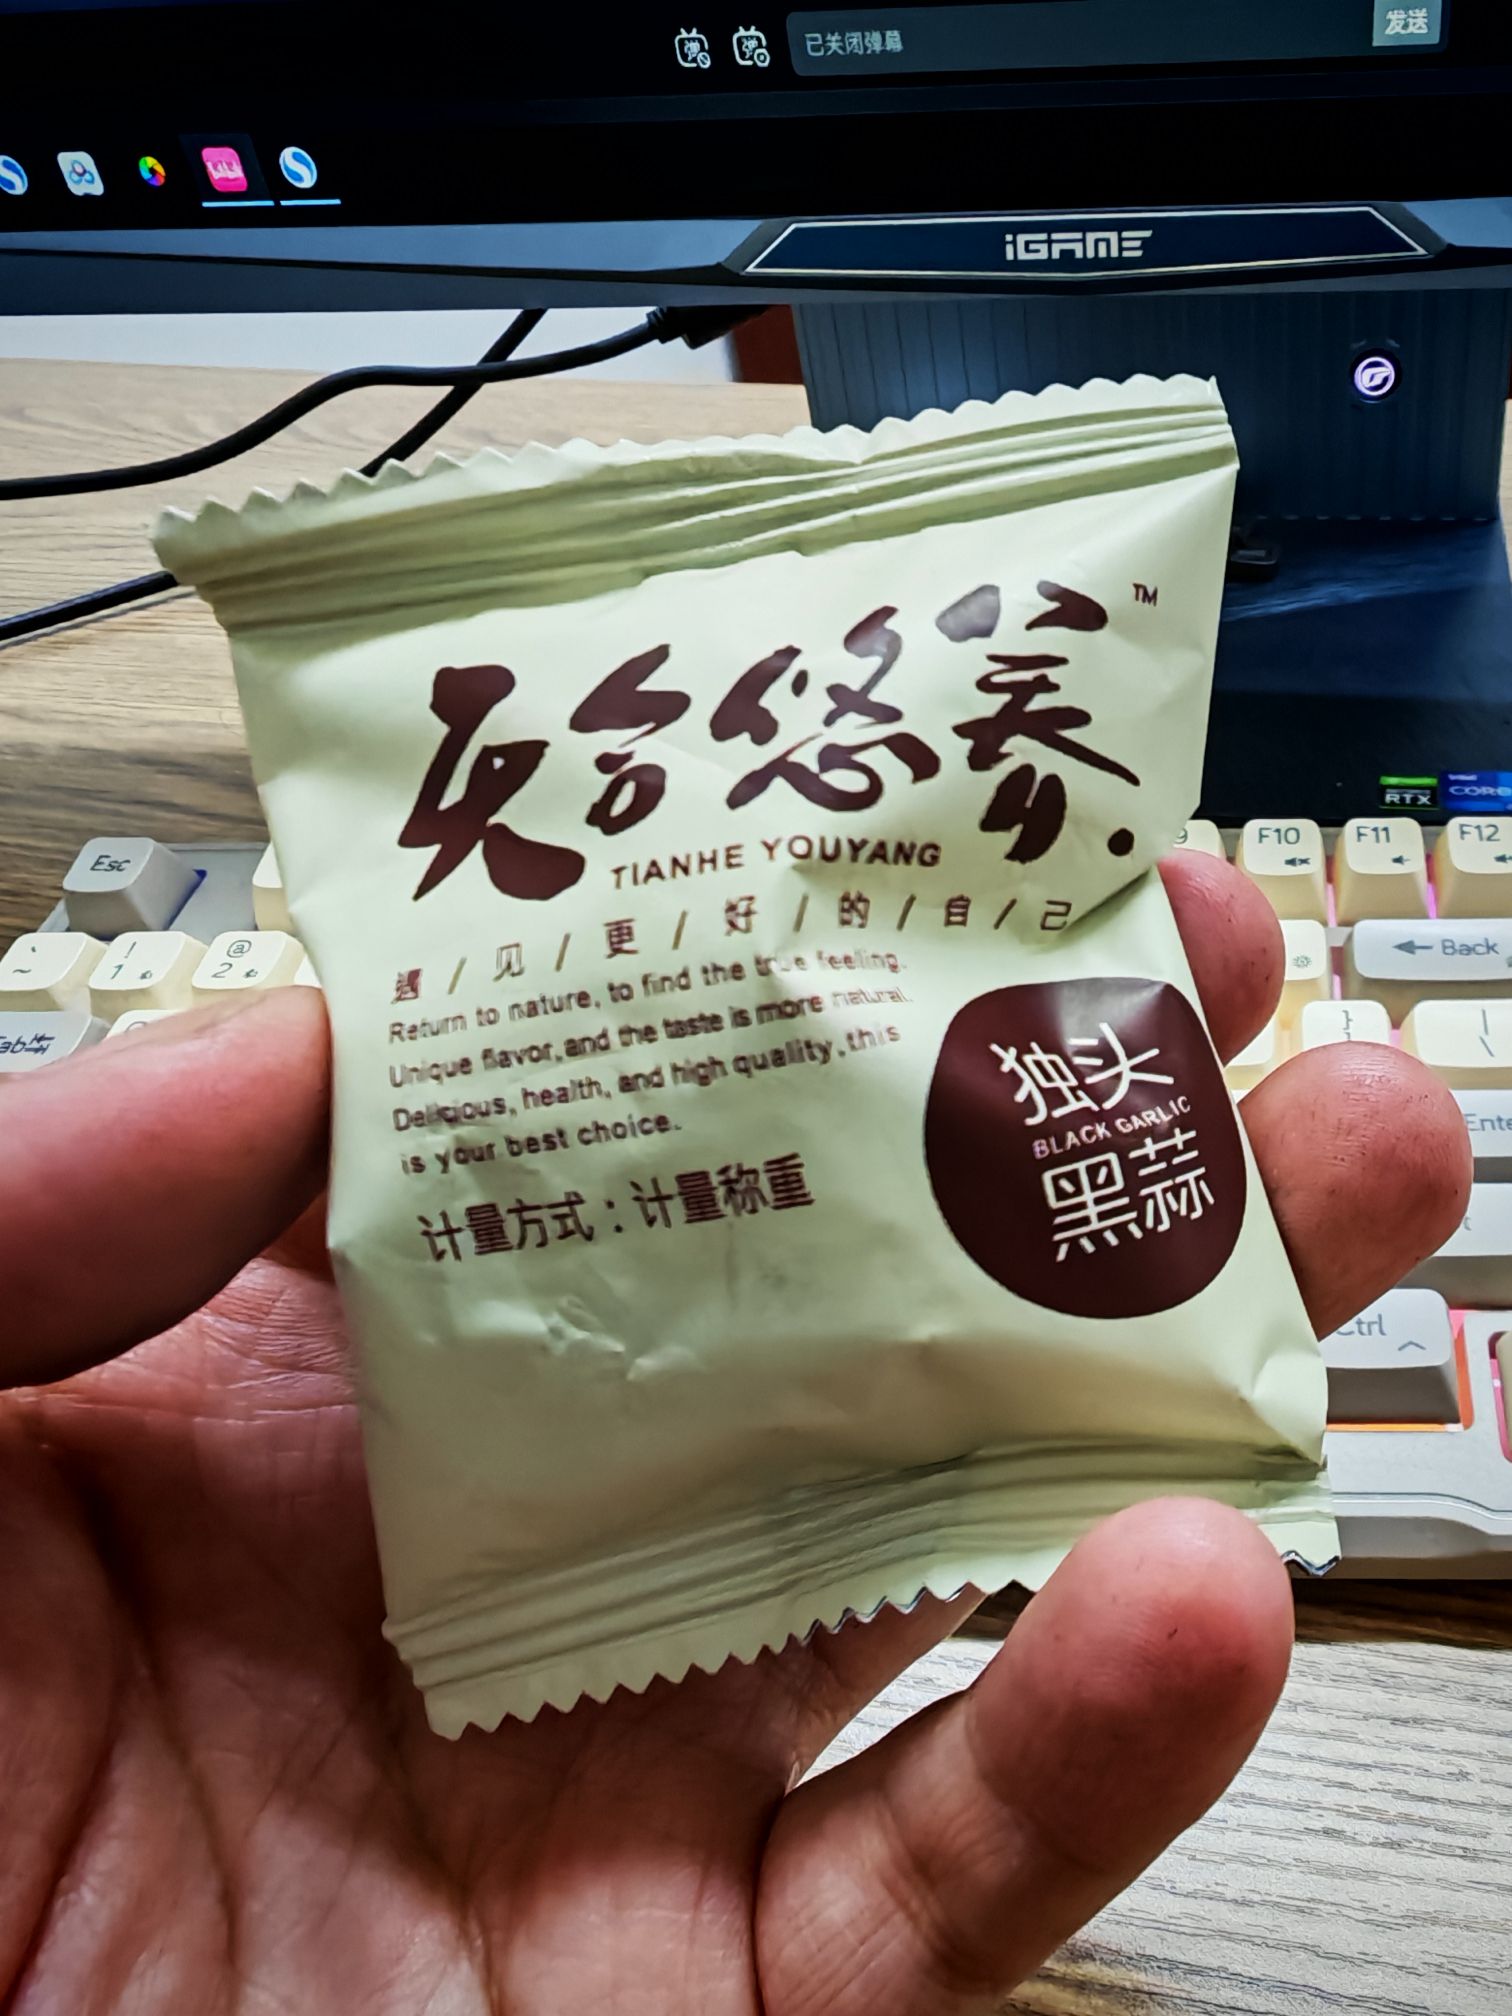 已关闭弹幕
发送
iGAME
天合悠养
TM
TIANHE YOUYANG
遇/见/更/好/的/自/己
Return to nature, to find the true feeling.
Unique flavor,and the taste is more natural.
Delicious, health, and high quality,this
is your best choice.
计量方式:计量称重
独头
BLACK GARLIC
黑蒜
RTX
CORE
Esc
F10
F11
F12
! 1
@ 2
Back
Ctrl